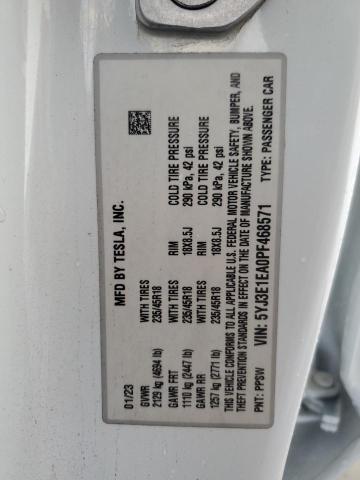 MFD BY TESLA, INC.
01/23
GVWR WITH TIRES RIM COLD TIRE PRESSURE
2129 kg (4694 lb) 235/45R18 18X8.5J 290 kPa, 42 psi
GAWR FRT WITH TIRES RIM COLD TIRE PRESSURE
1110 kg (2447 lb) 235/45R18 18X8.5J 290 kPa, 42 psi
GAWR RR
1257 kg (2771 lb) 235/45R18
THIS VEHICLE CONFORMS TO ALL APPLICABLE U.S. FEDERAL MOTOR VEHICLE SAFETY, BUMPER, AND
THEFT PREVENTION STANDARDS IN EFFECT ON THE DATE OF MANUFACTURE SHOWN ABOVE.
VIN: 5YJ3E1EA0PF468571 TYPE: PASSENGER CAR
PNT: PPSW